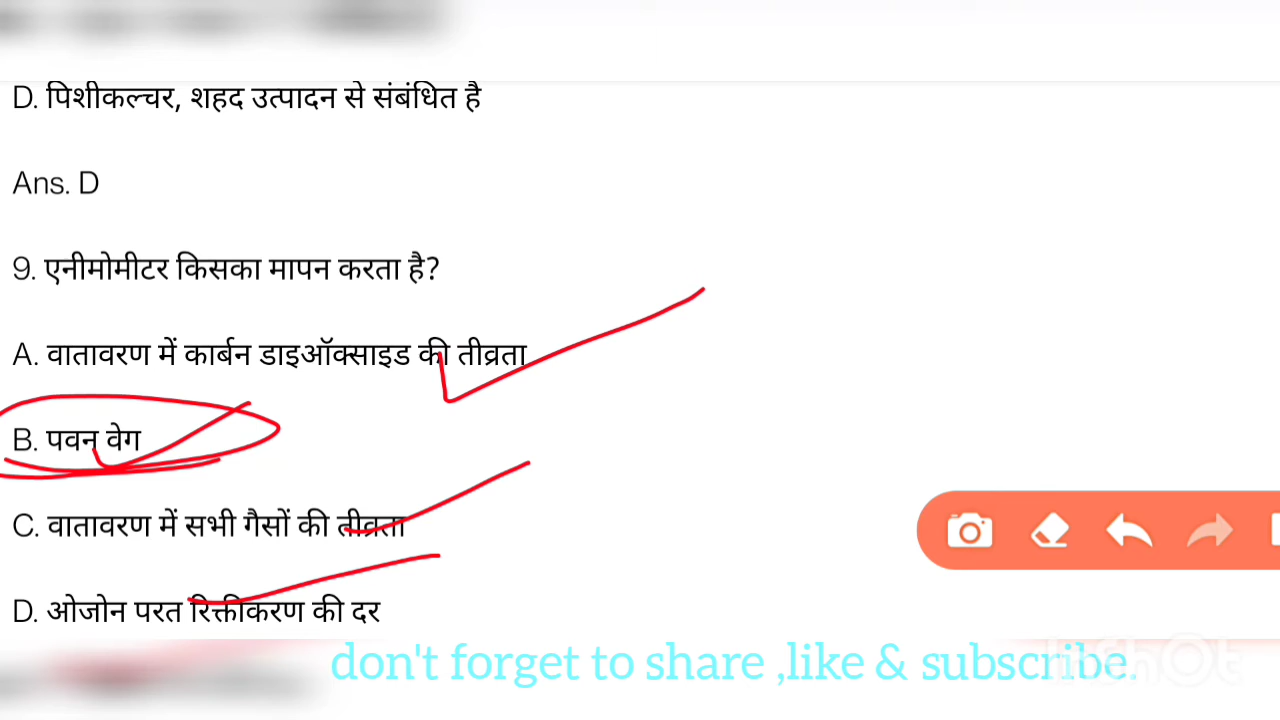 D. पिशीकल्चर, शहद उत्पादन से संबंधित है
Ans. D
9. एनीमोमीटर किसका मापन करता है?
A. वातावरण में कार्बन डाइऑक्साइड की तीव्रता
B. पवन वेग
C. वातावरण में सभी गैसों की तीव्रता
D. ओजोन परत रिक्तीकरण की दर
don't forget to share ,like & subscribe.
InShOt